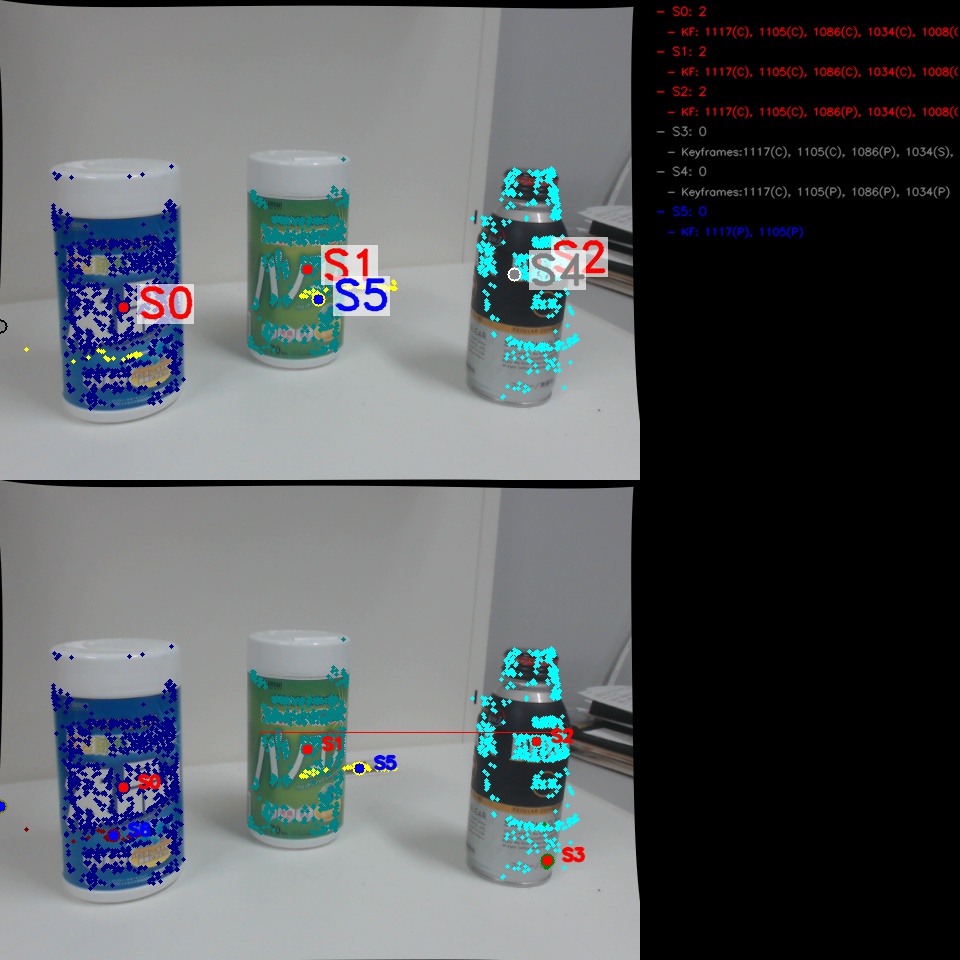 - S0: 2
- KF: 1117(C), 1105(C), 1086(C), 1034(C), 1008(C
- S1: 2
- KF: 1117(C), 1105(C), 1086(C), 1034(C), 1008(C
- S2: 2
- KF: 1117(C), 1105(C), 1086(P), 1034(C), 1008(C
- S3: 0
- Keyframes:1117(C), 1105(C), 1086(P), 1034(S),
- S4: 0
- Keyframes:1117(C), 1105(P), 1086(P), 1034(P)
- S5: 0
- KF: 1117(P), 1105(P)
S0
S1
S5
S2
S4
S1
S2
S5
S0
S6
S3